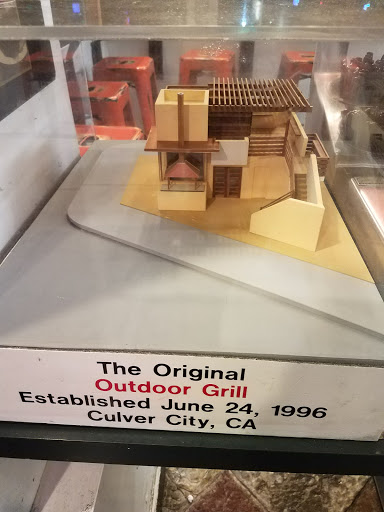 The Original
Outdoor Grill
Established June 24, 1996
Culver City, CA